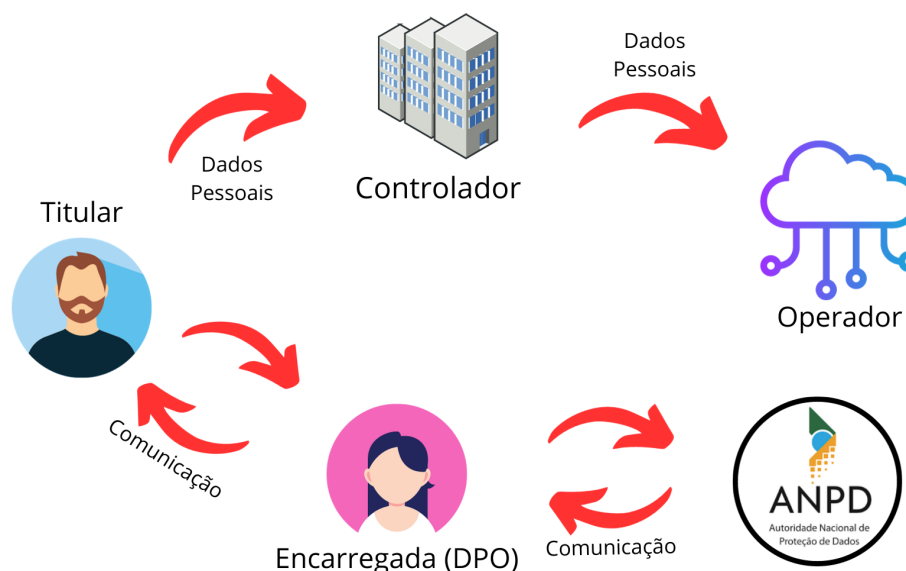 Dados
Pessoais
Dados
Pessoais
Controlador
Titular
Operador
Comunicação
ANPD
Autoridade Nacional de
Proteção de Dados
Encarregada (DPO)
Comunicação